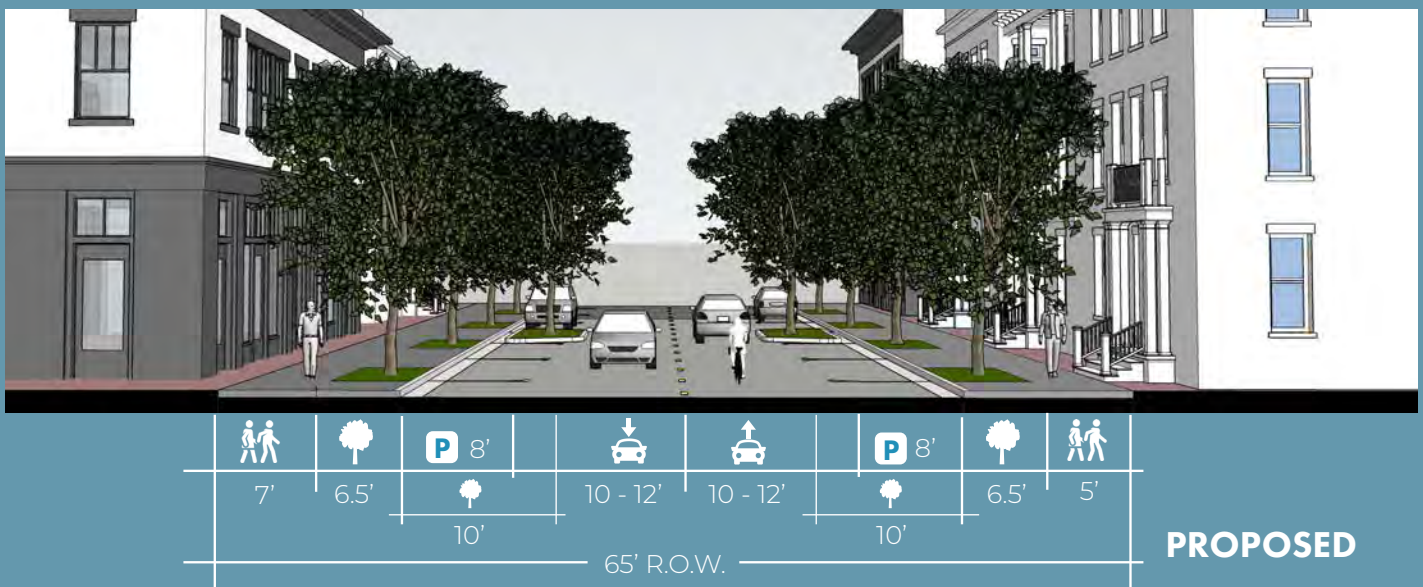 P 8’ P 8’
7’ 6.5’ 10 - 12’ 10 - 12’ 6.5’ 5’
10’ 10’
PROPOSED
65’ R.O.W.